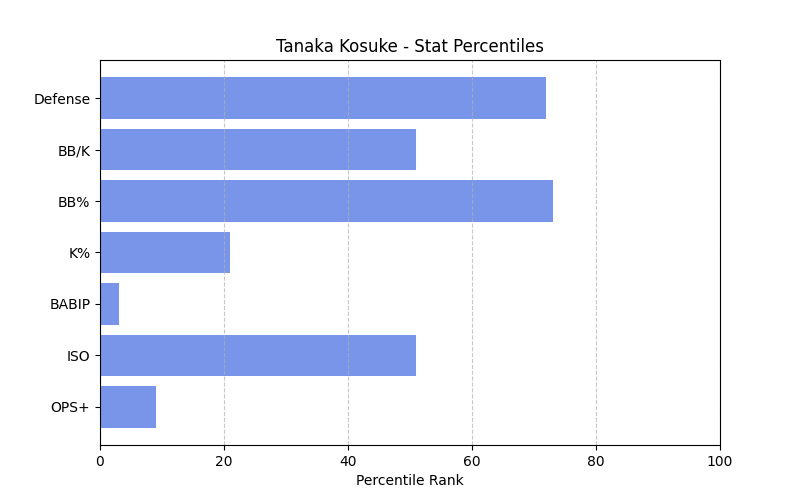 Tanaka Kosuke - Stat Percentiles
Defense
BB/K
BB%
K%
BABIP
ISO
OPS+
0 20 40 60 80 100
Percentile Rank